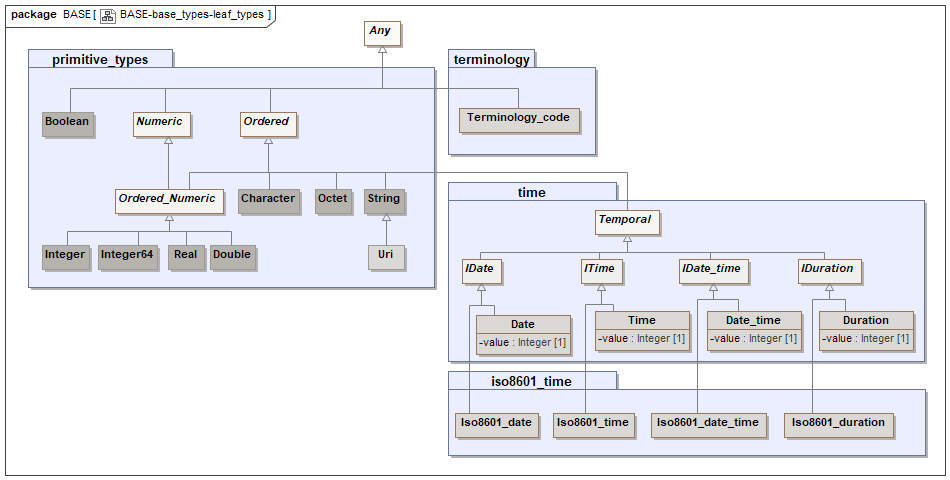 package BASE[ BASE-base_types-leaf_types ]
Any
primitive_types
terminology
Boolean
Numeric
Ordered
Terminology_code
Ordered_Numeric
Character
Octet
String
time
Temporal
Integer
Integer64
Real
Double
Uri
IDate
ITime
IDate_time
IDuration
Date
-value : Integer [1]
Time
-value : Integer [1]
Date_time
-value : Integer [1]
Duration
-value : Integer [1]
iso8601_time
Iso8601_date
Iso8601_time
Iso8601_date_time
Iso8601_duration